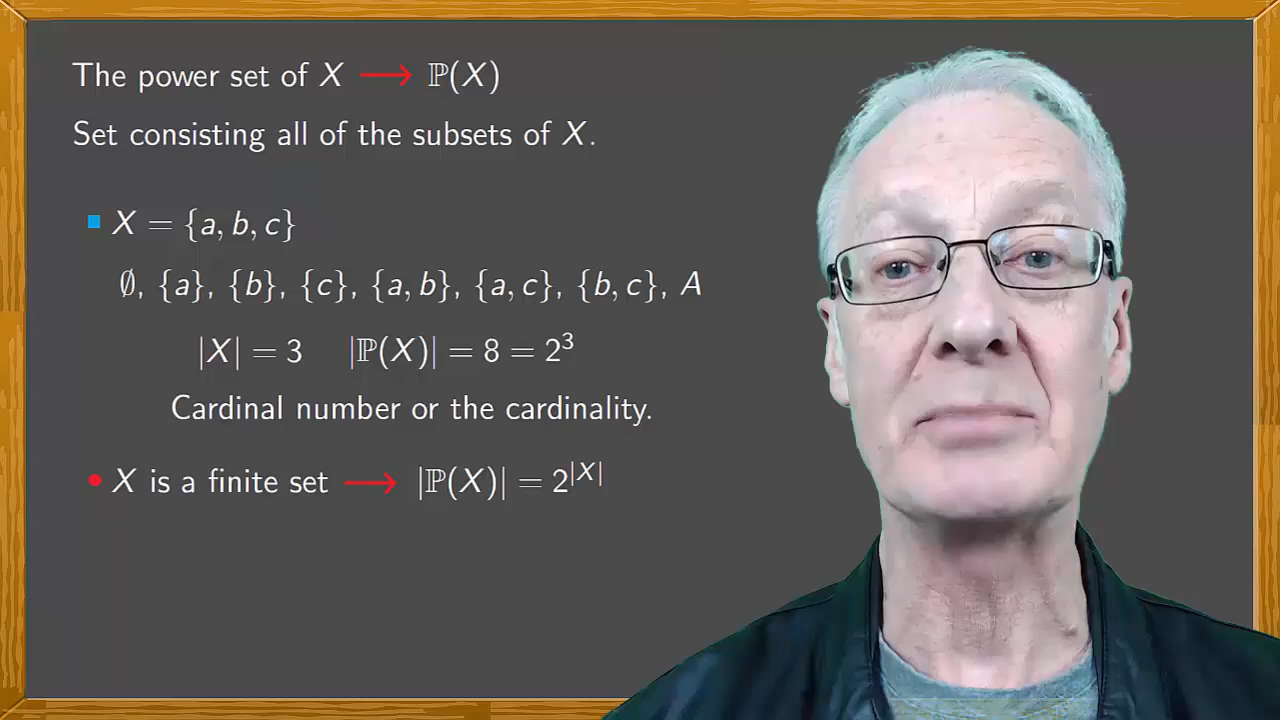 The power set of X ⟶ ℙ(X)
Set consisting all of the subsets of X.
X = {a, b, c}
∅, {a}, {b}, {c}, {a, b}, {a, c}, {b, c}, A
|X| = 3 |ℙ(X)| = 8 = 2³
Cardinal number or the cardinality.
X is a finite set ⟶ |ℙ(X)| = 2^|X|